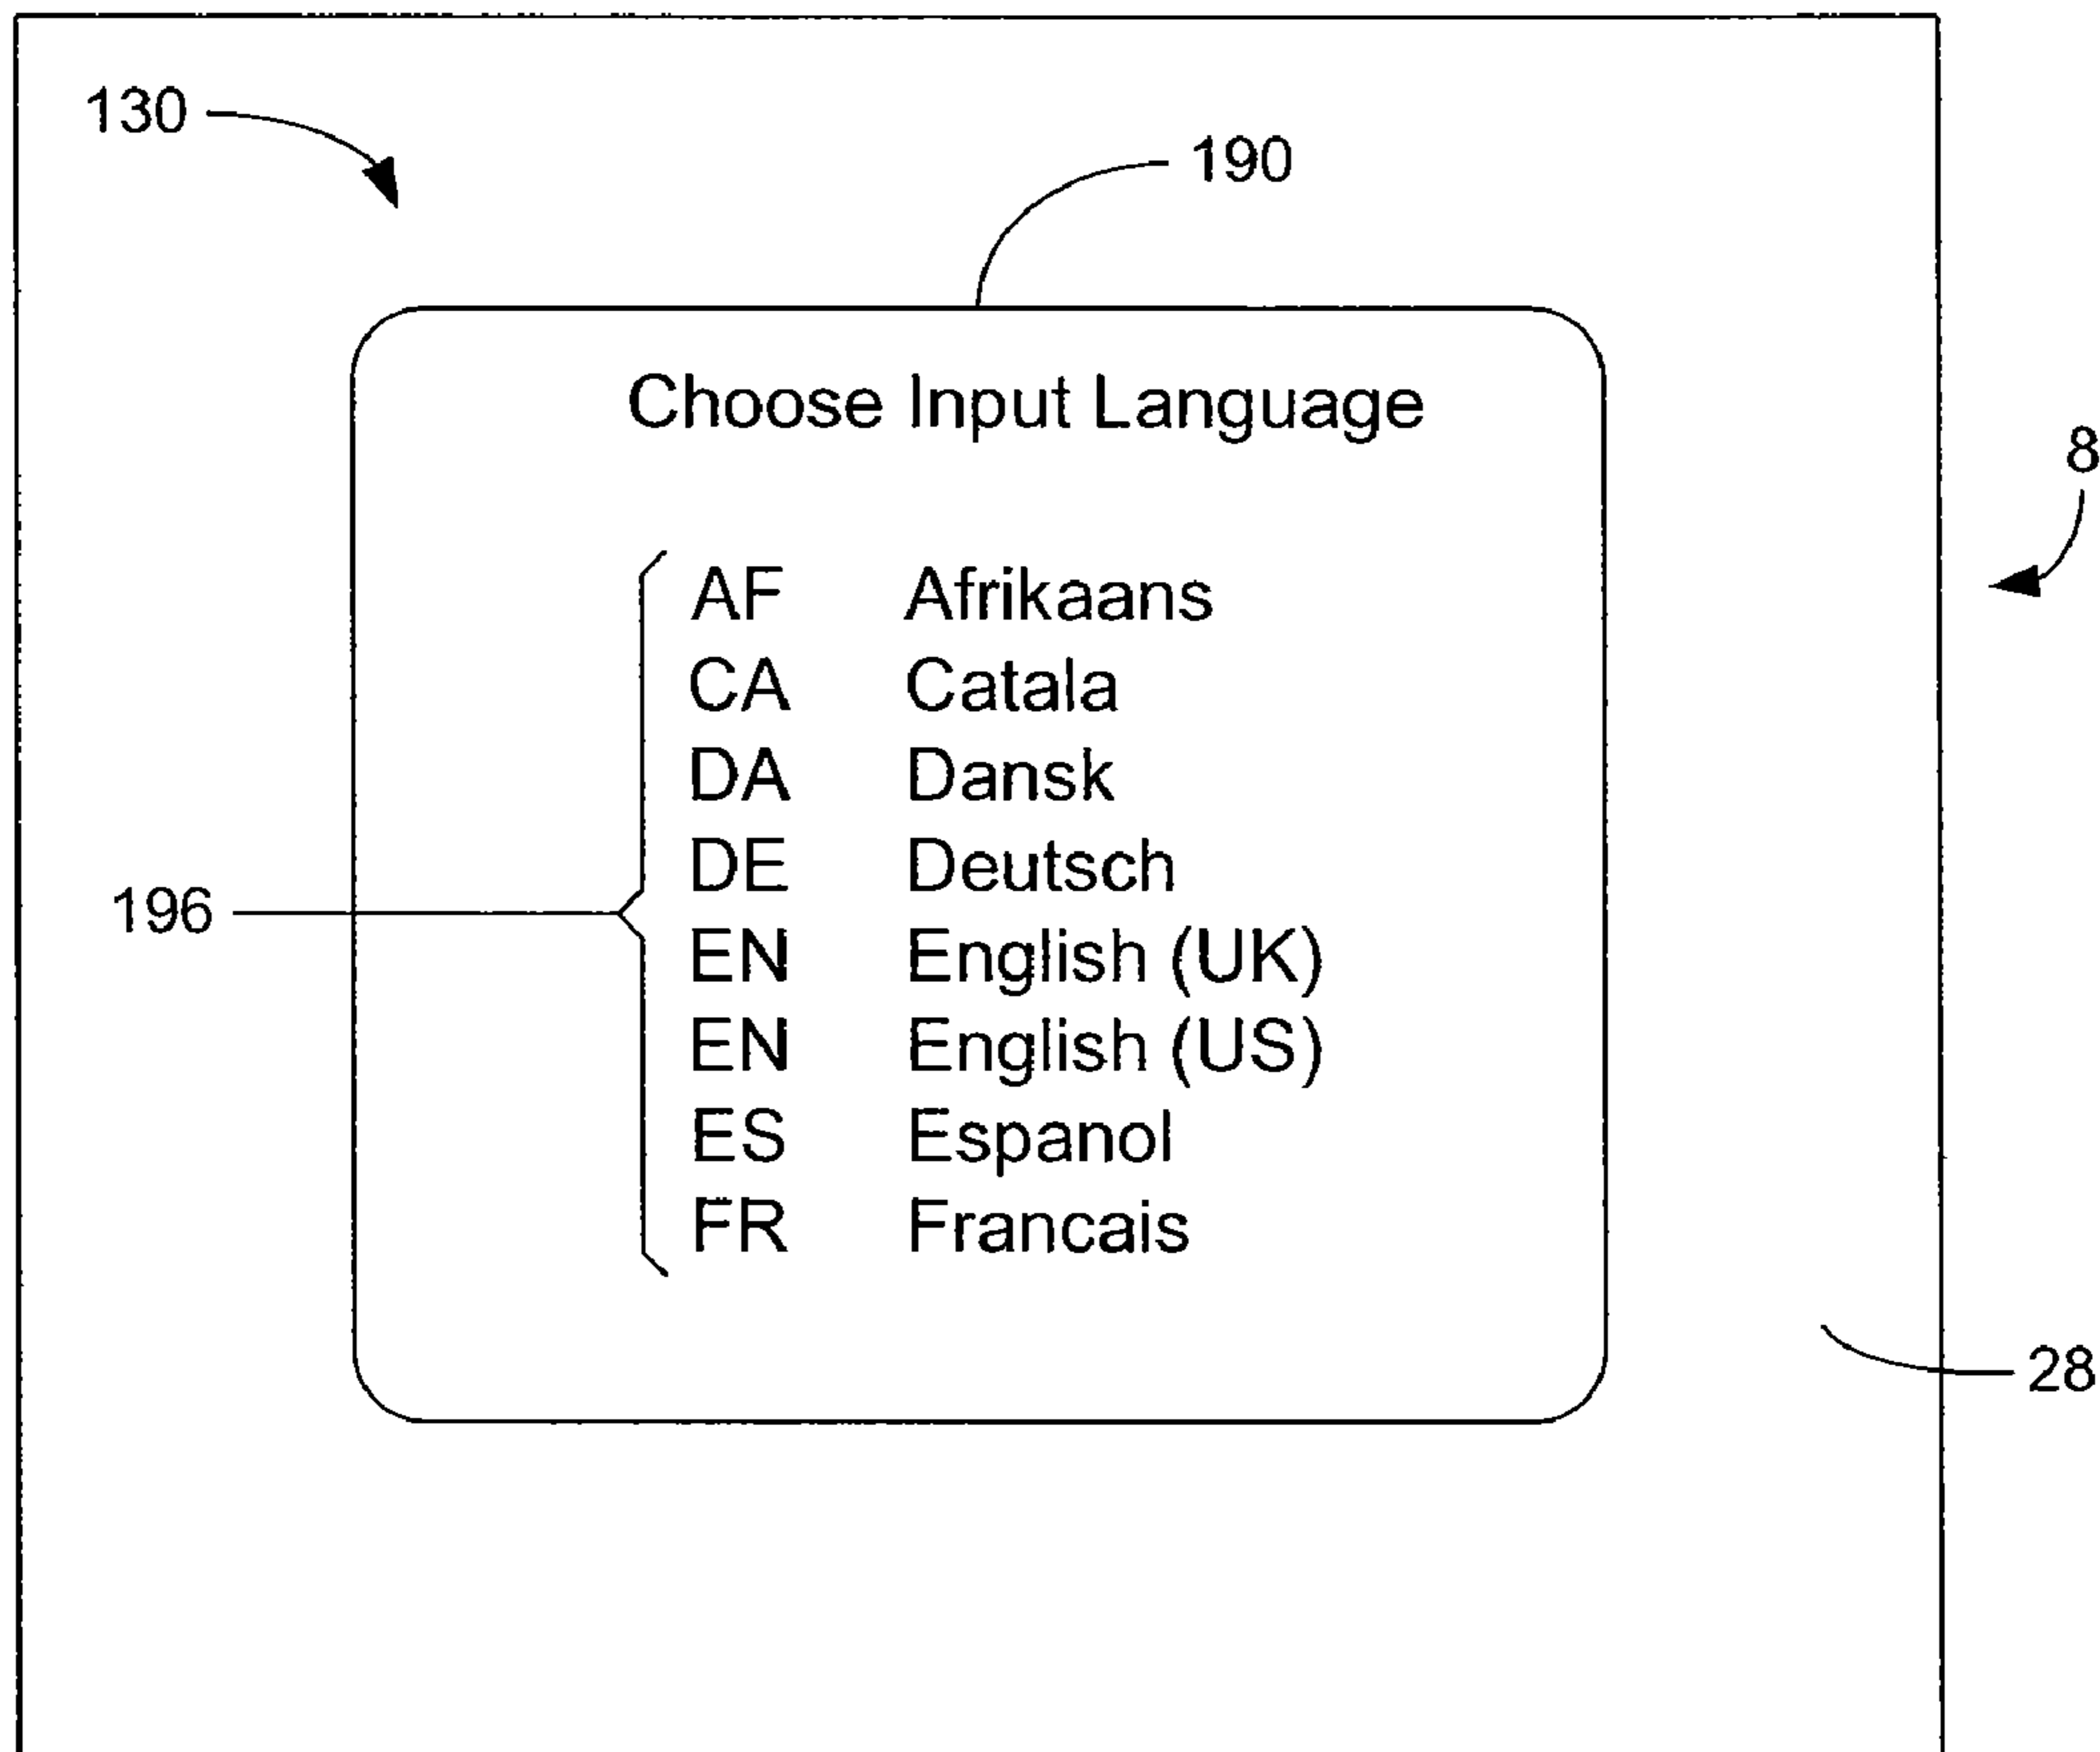 130
190
Choose Input Language
8
AF Afrikaans
CA Catala
DA Dansk
DE Deutsch
196
EN English (UK)
EN English (US)
ES Espanol
FR Francais
28